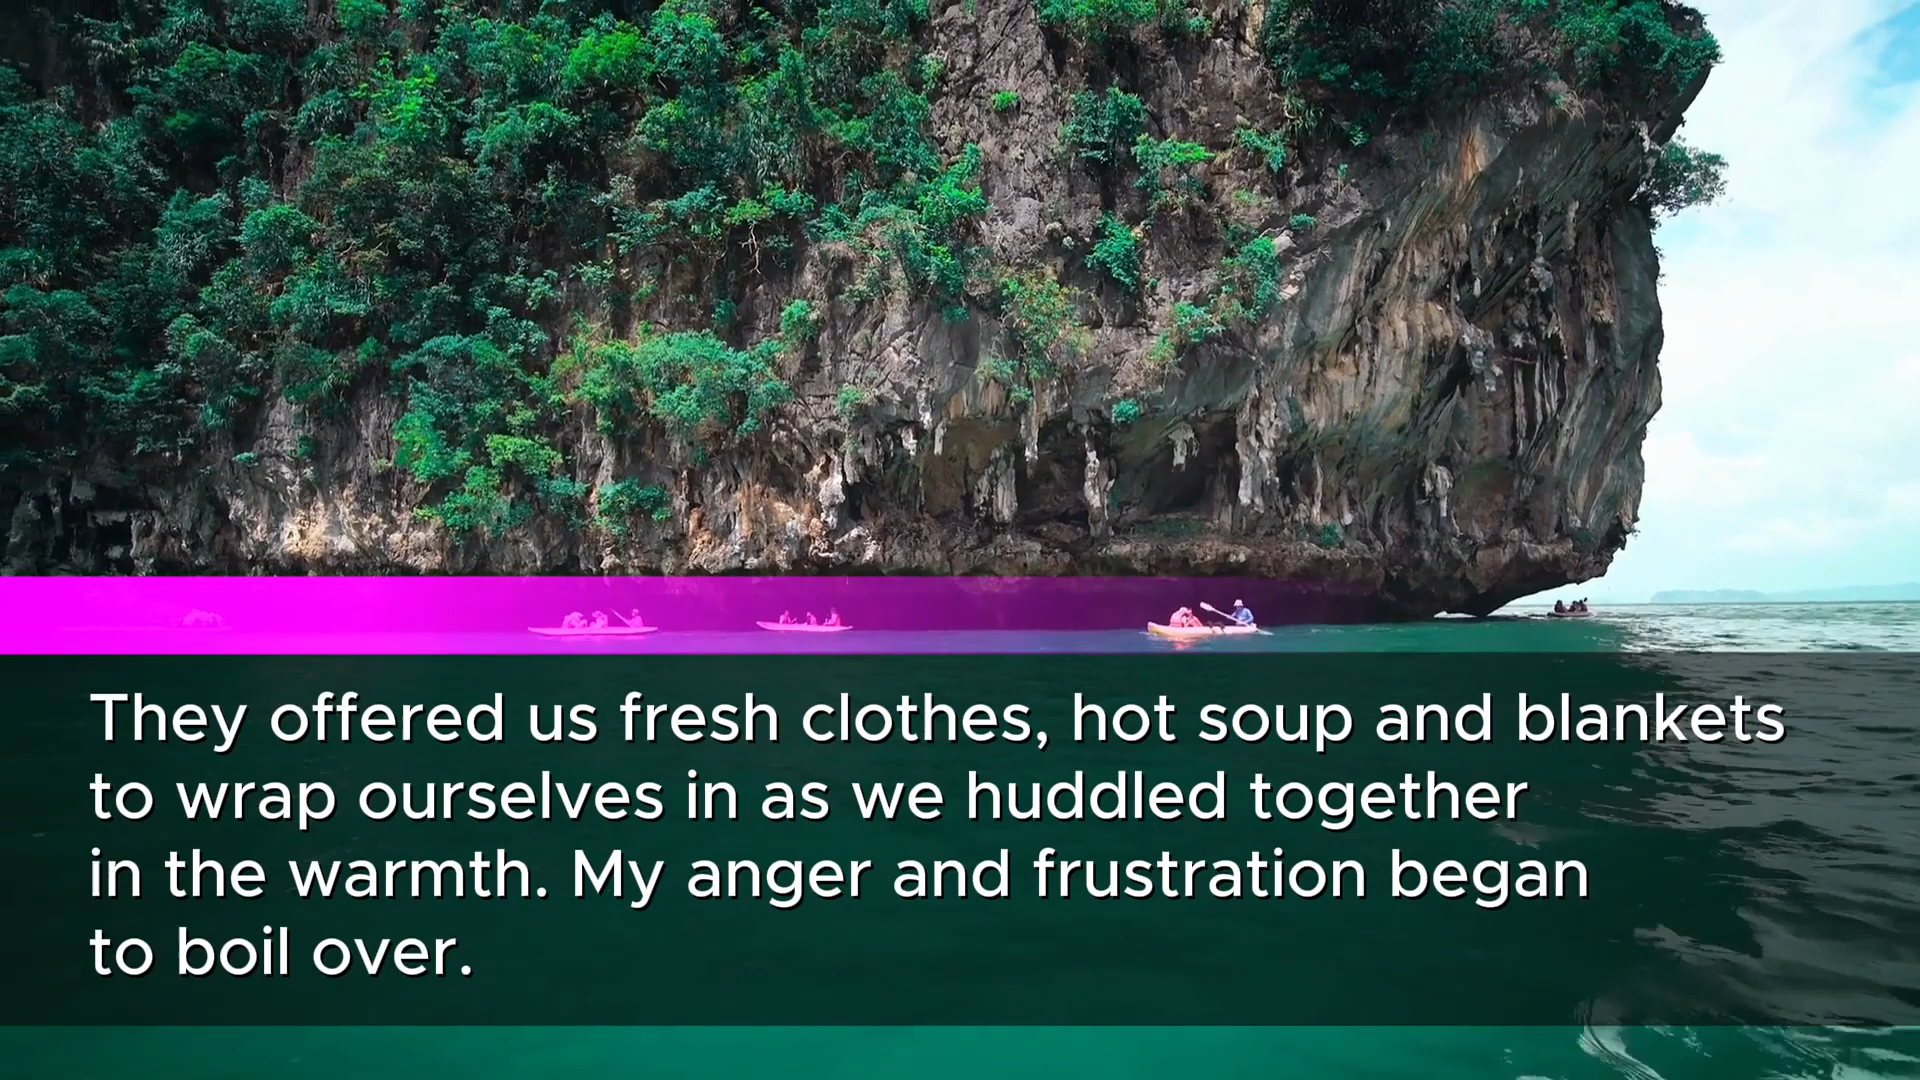 They offered us fresh clothes, hot soup and blankets
to wrap ourselves in as we huddled together
in the warmth. My anger and frustration began
to boil over.